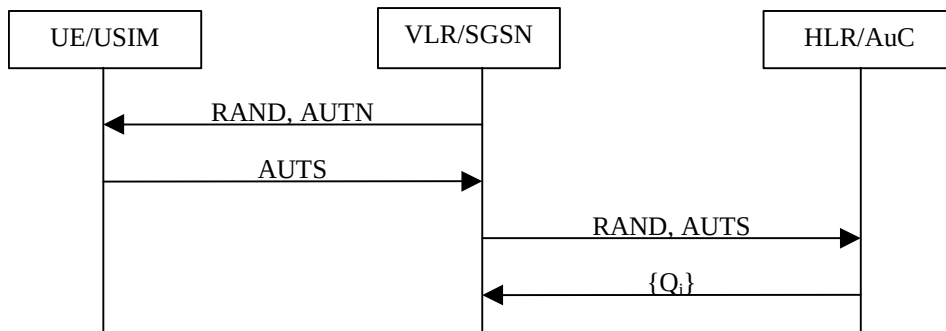 UE/USIM
VLR/SGSN
HLR/AuC
RAND, AUTN
AUTS
RAND, AUTS
{Qi}